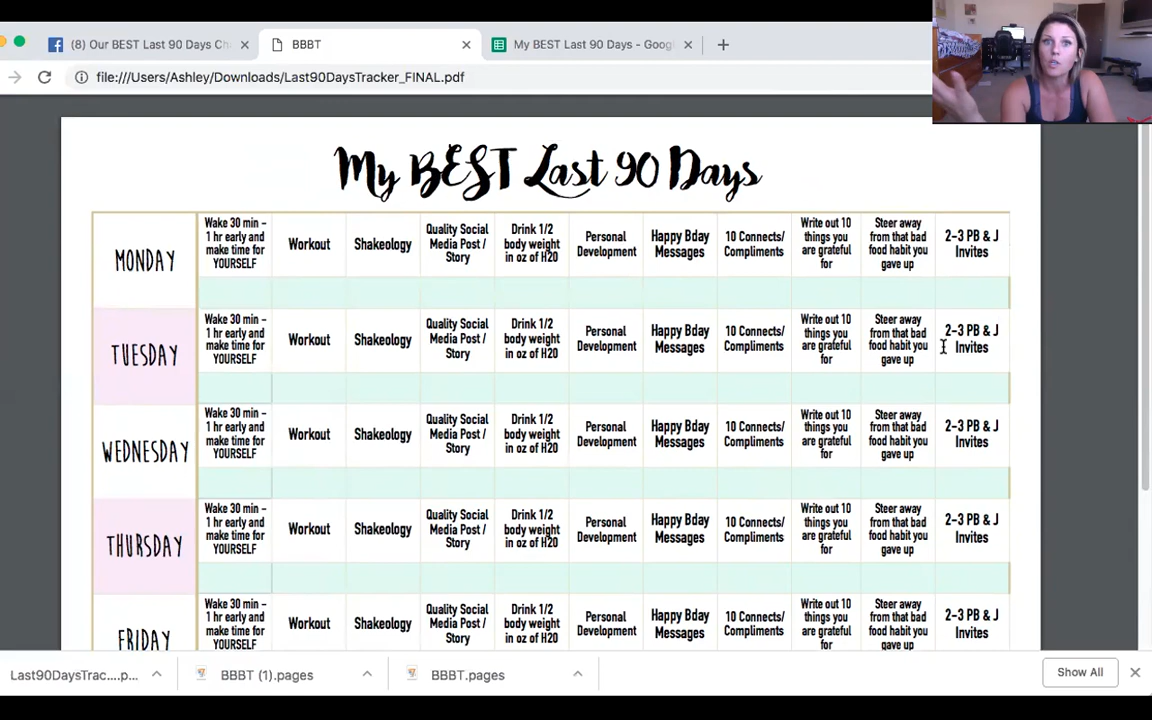 (8) Our BEST Last 90 Days Ch
BBBT
My BEST Last 90 Days - Goog
file:///Users/Ashley/Downloads/Last90DaysTracker_FINAL.pdf
My BEST Last 90 Days
MONDAY
Wake 30 min -
1 hr early and
make time for
YOURSELF
Workout
Shakeology
Quality Social
Media Post /
Story
Drink 1/2
body weight
in oz of H20
Personal
Development
Happy Bday
Messages
10 Connects/
Compliments
Write out 10
things you
are grateful
for
Steer away
from that bad
food habit you
gave up
2-3 PB & J
Invites
TUESDAY
Wake 30 min -
1 hr early and
make time for
YOURSELF
Workout
Shakeology
Quality Social
Media Post /
Story
Drink 1/2
body weight
in oz of H20
Personal
Development
Happy Bday
Messages
10 Connects/
Compliments
Write out 10
things you
are grateful
for
Steer away
from that bad
food habit you
gave up
2-3 PB & J
Invites
WEDNESDAY
Wake 30 min -
1 hr early and
make time for
YOURSELF
Workout
Shakeology
Quality Social
Media Post /
Story
Drink 1/2
body weight
in oz of H20
Personal
Development
Happy Bday
Messages
10 Connects/
Compliments
Write out 10
things you
are grateful
for
Steer away
from that bad
food habit you
gave up
2-3 PB & J
Invites
THURSDAY
Wake 30 min -
1 hr early and
make time for
YOURSELF
Workout
Shakeology
Quality Social
Media Post /
Story
Drink 1/2
body weight
in oz of H20
Personal
Development
Happy Bday
Messages
10 Connects/
Compliments
Write out 10
things you
are grateful
for
Steer away
from that bad
food habit you
gave up
2-3 PB & J
Invites
FRIDAY
Wake 30 min -
1 hr early and
make time for
YOURSELF
Workout
Shakeology
Quality Social
Media Post /
Story
Drink 1/2
body weight
in oz of H20
Personal
Development
Happy Bday
Messages
10 Connects/
Compliments
Write out 10
things you
are grateful
for
Steer away
from that bad
food habit you
gave up
2-3 PB & J
Invites
Last90DaysTrac....p...
BBBT (1).pages
BBBT.pages
Show All